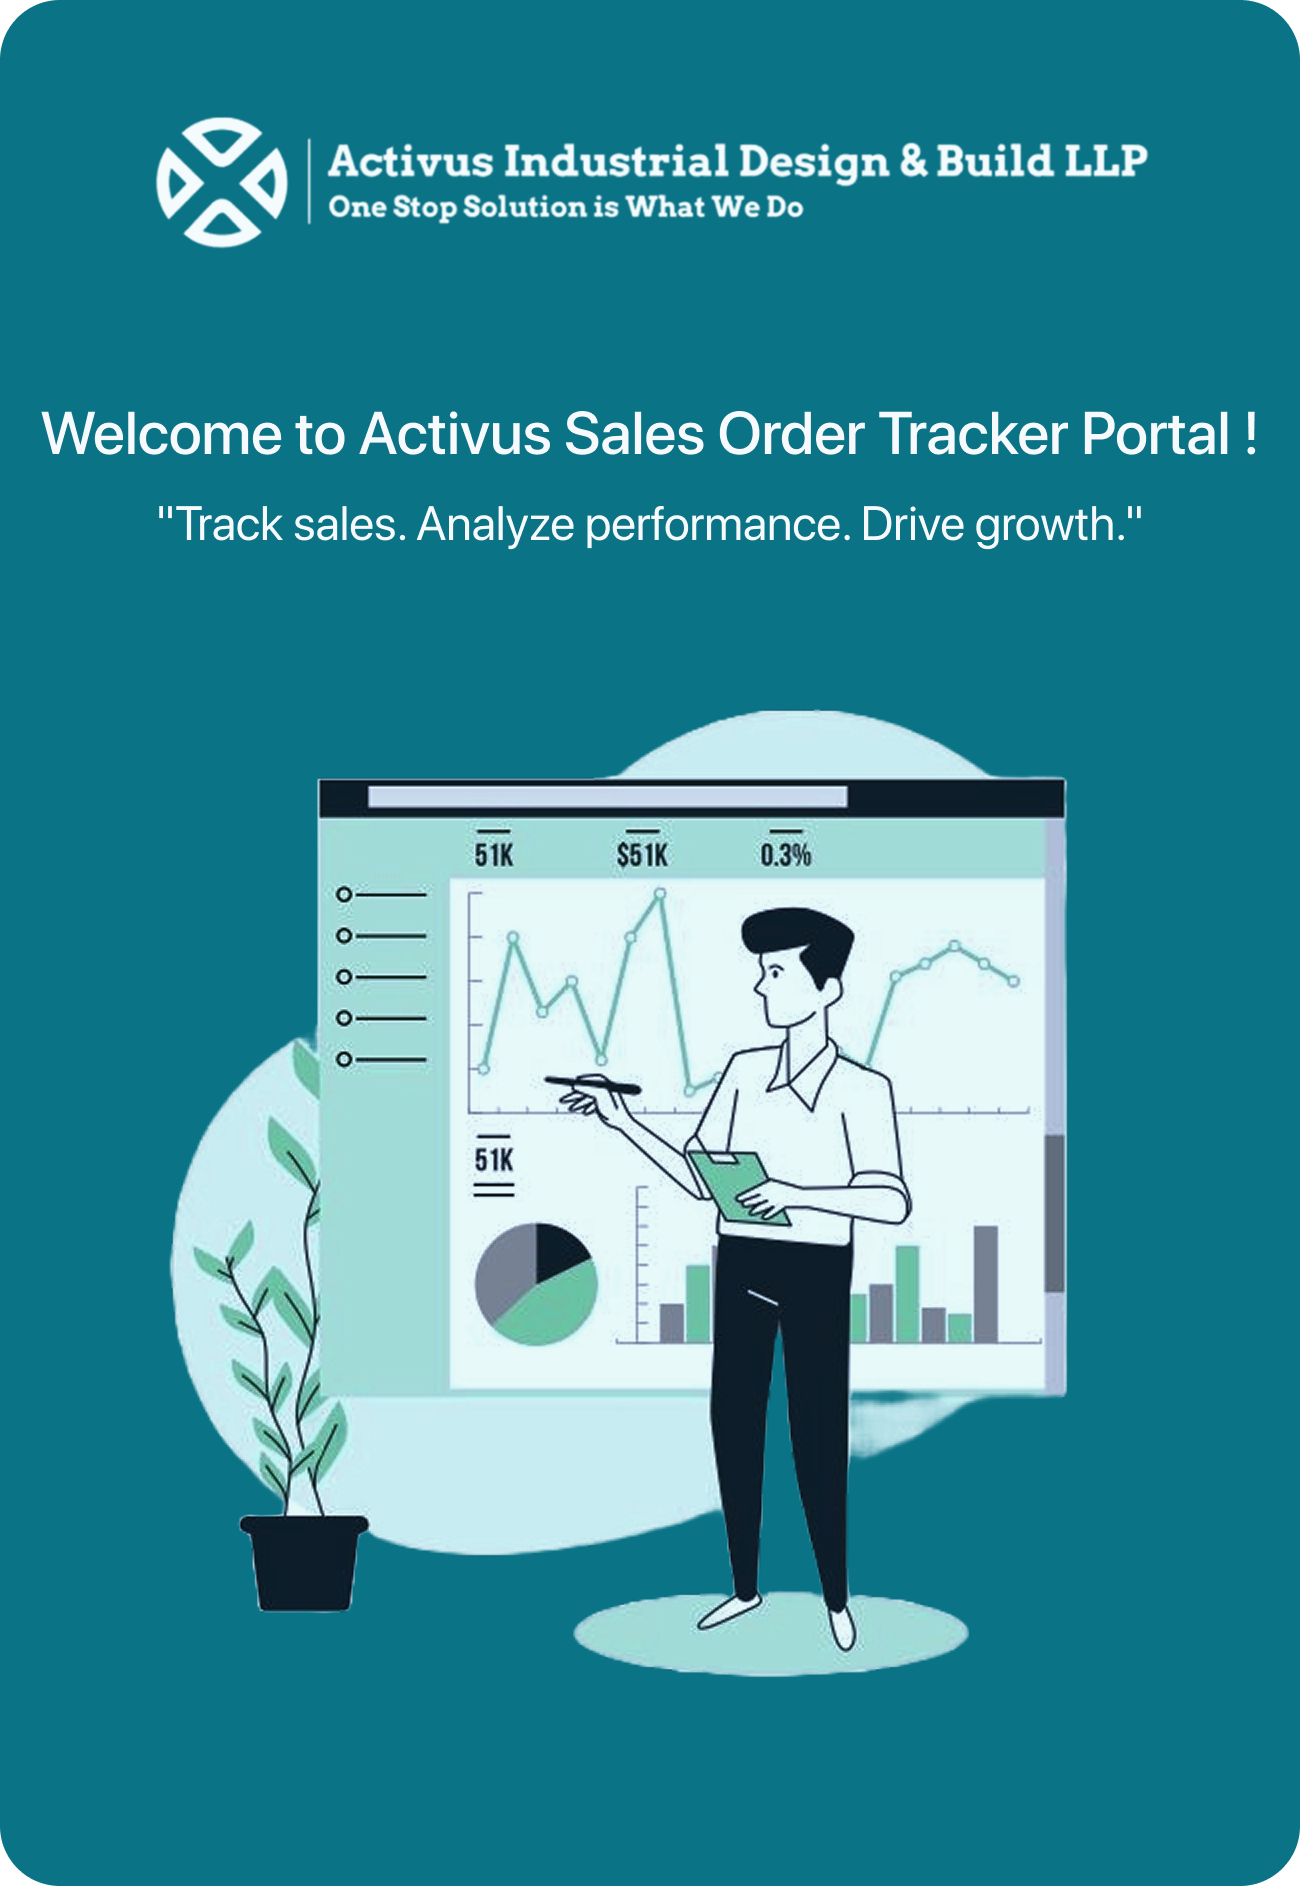 Activus Industrial Design & Build LLP
One Stop Solution is What We Do
Welcome to Activus Sales Order Tracker Portal !
"Track sales. Analyze performance. Drive growth."
51K $51K 0.3%
51K